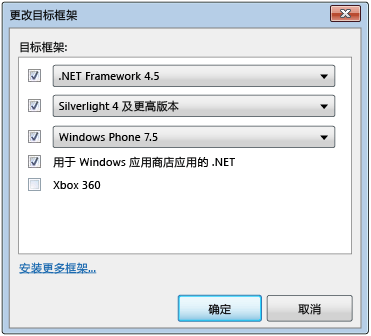 更改目标框架
目标框架:
.NET Framework 4.5
Silverlight 4 及更高版本
Windows Phone 7.5
用于 Windows 应用商店应用的 .NET
Xbox 360
安装更多框架...
确定
取消